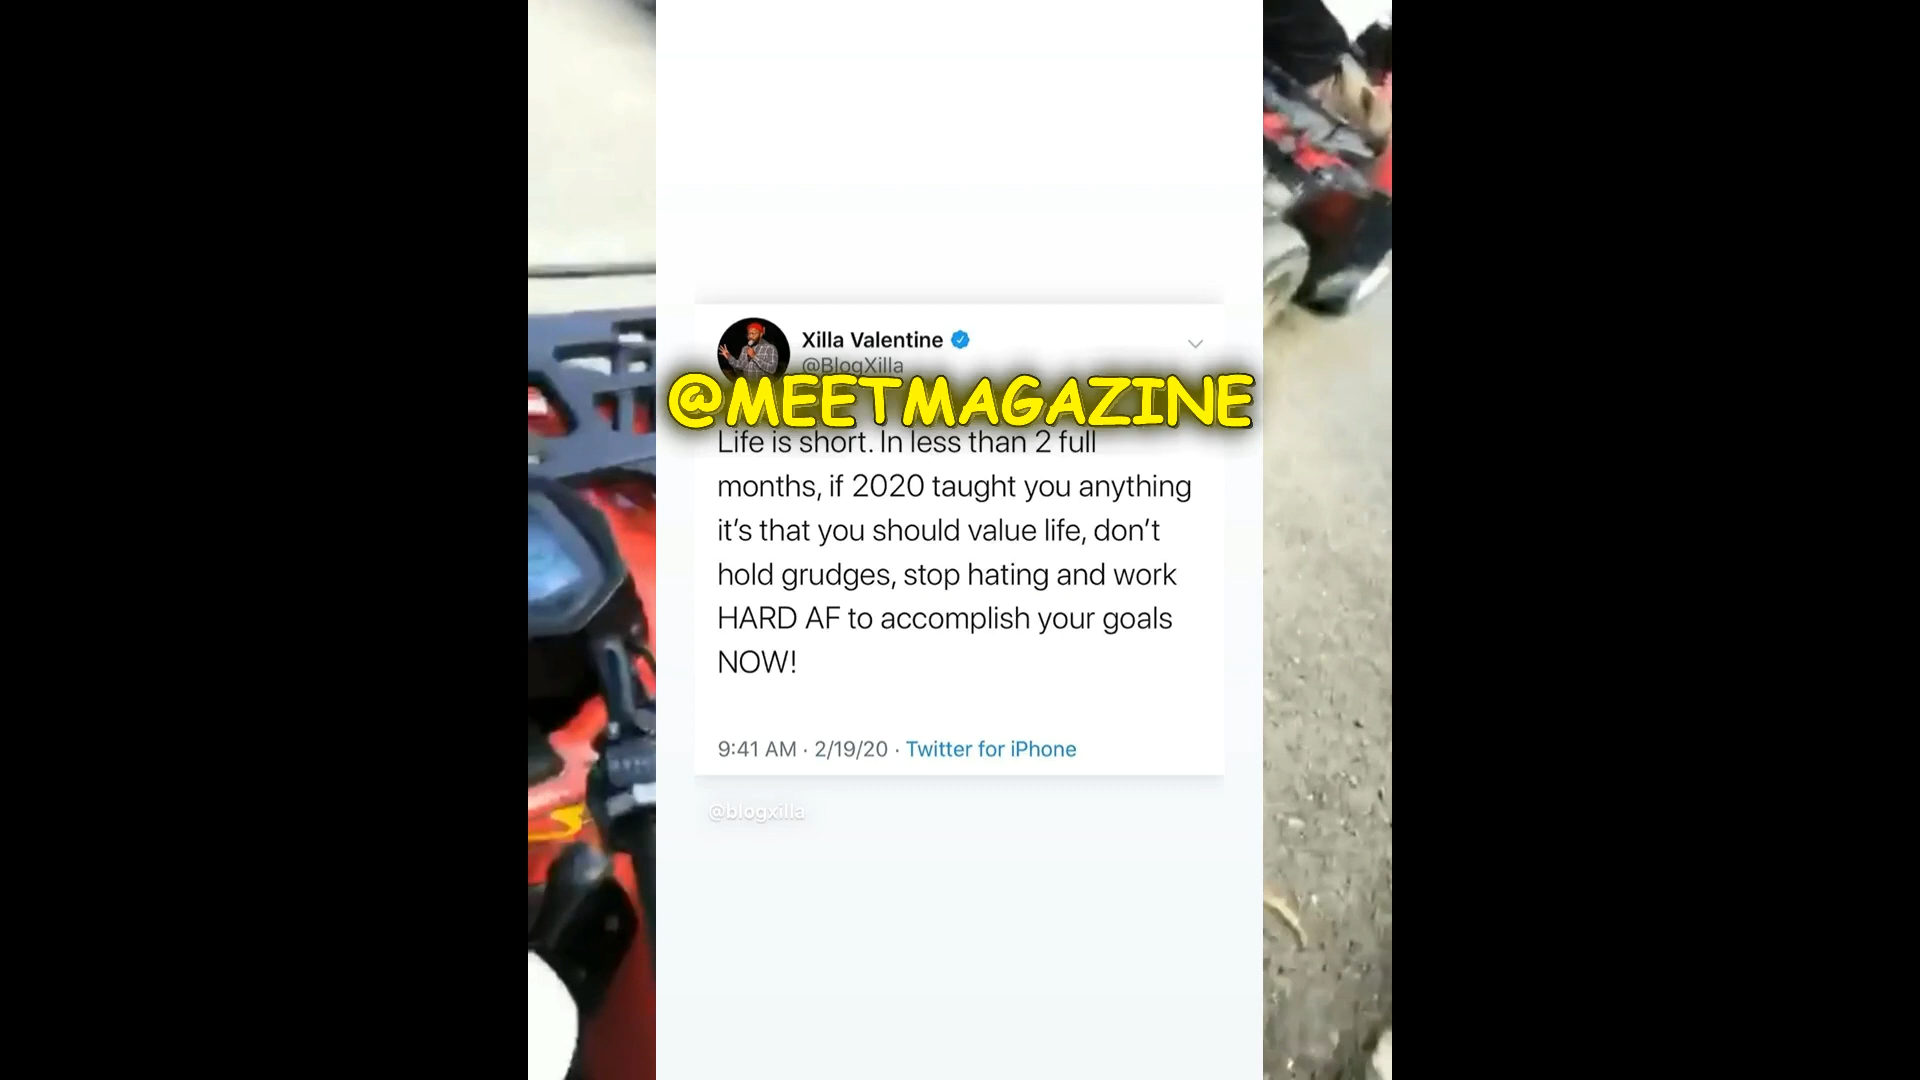 Xilla Valentine
@BlogXilla
@MEETMAGAZINE
Life is short. In less than 2 full
months, if 2020 taught you anything
it’s that you should value life, don’t
hold grudges, stop hating and work
HARD AF to accomplish your goals
NOW!
9:41 AM · 2/19/20 · Twitter for iPhone
@blogxilla